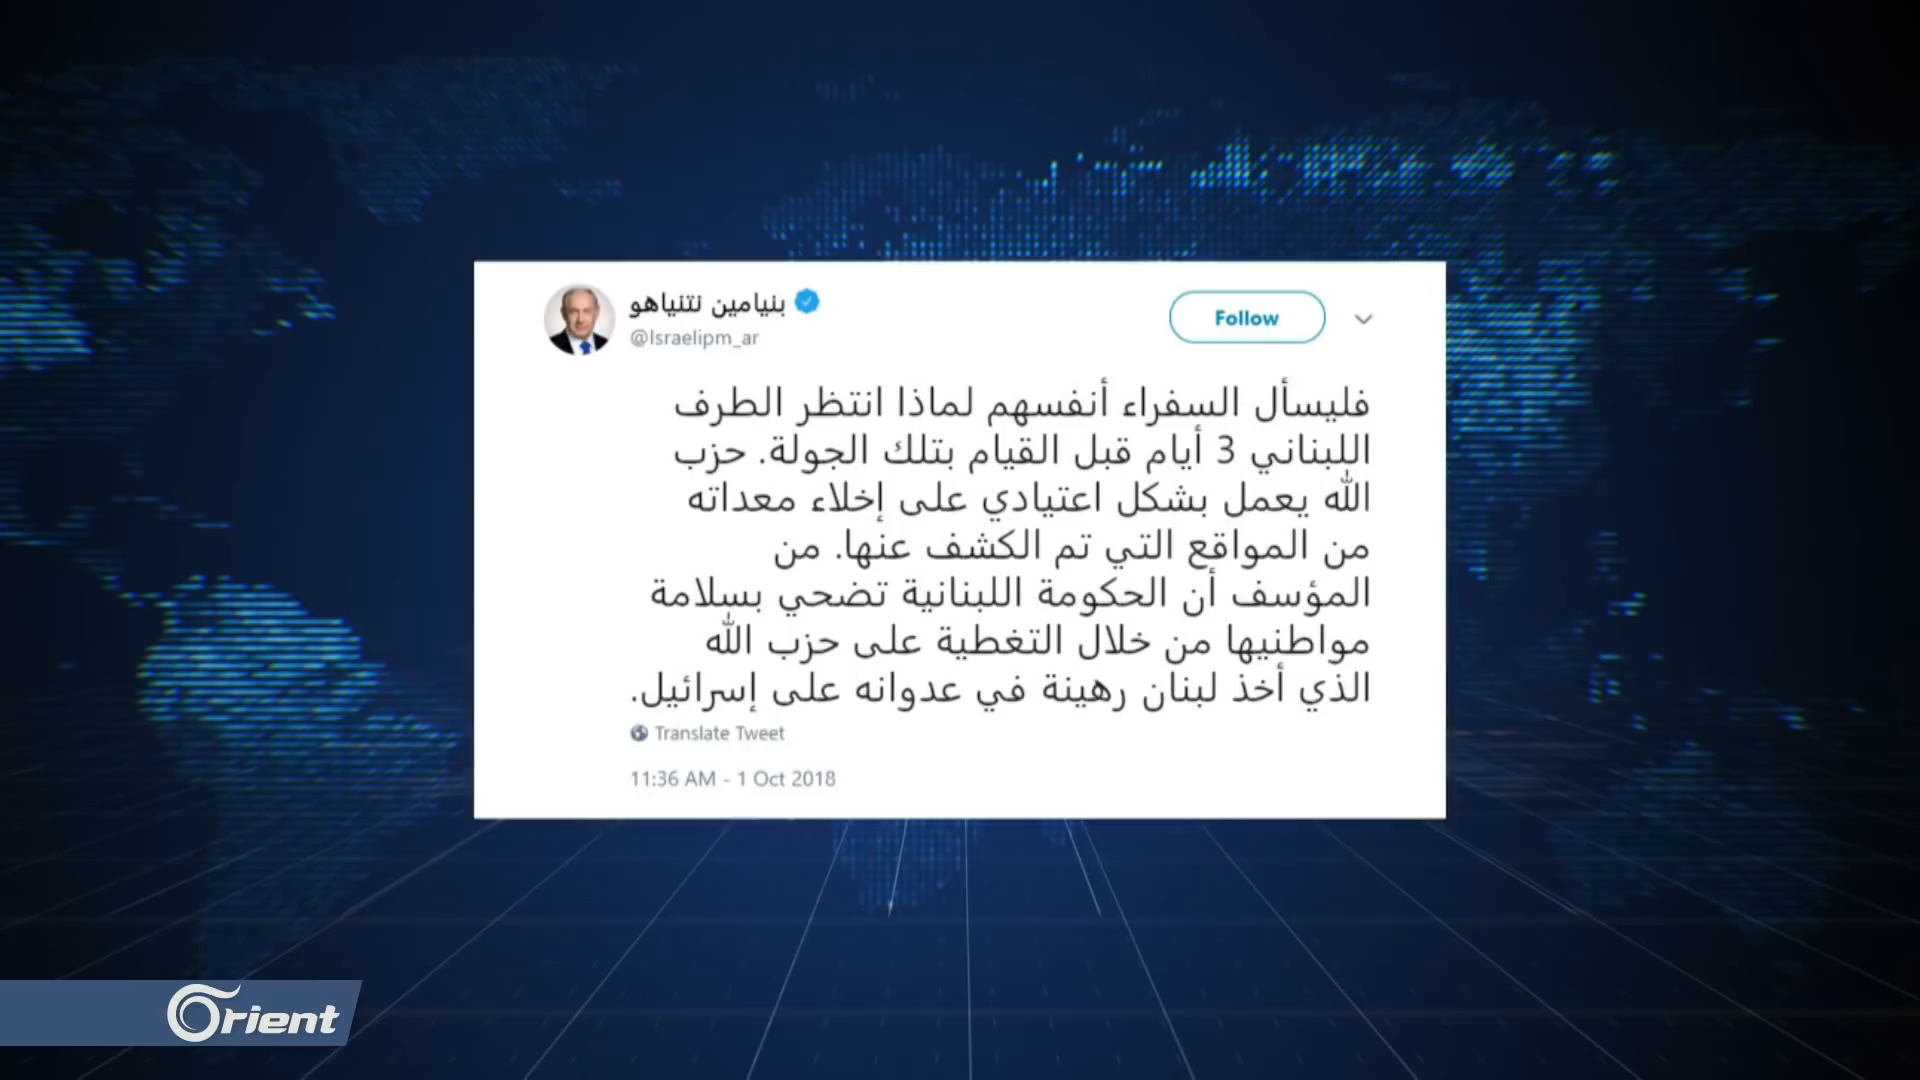 بنيامين نتنياهو
@Israelipm_ar
Follow
فليسأل السفراء أنفسهم لماذا انتظر الطرف
اللبناني 3 أيام قبل القيام بتلك الجولة. حزب
الله يعمل بشكل اعتيادي على إخلاء معداته
من المواقع التي تم الكشف عنها. من
المؤسف أن الحكومة اللبنانية تضحي بسلامة
مواطنيها من خلال التغطية على حزب الله
الذي أخذ لبنان رهينة في عدوانه على إسرائيل.
Translate Tweet
11:36 AM - 1 Oct 2018
Orient